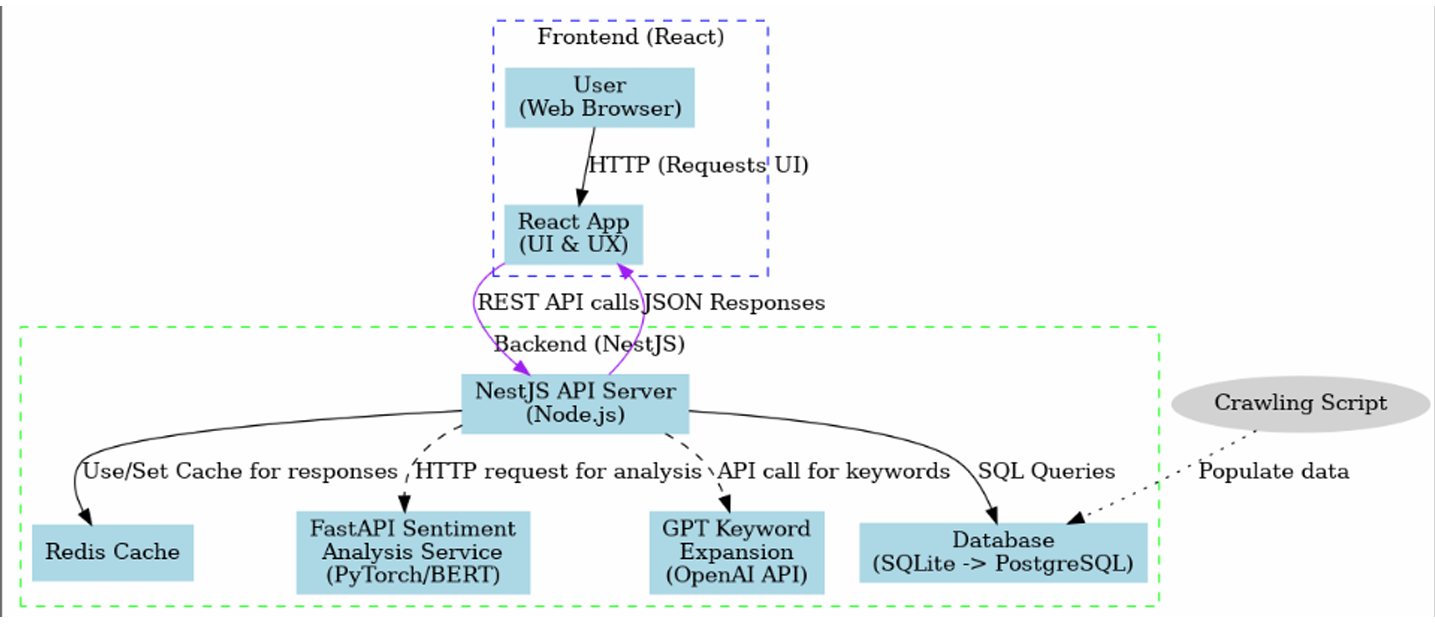 Frontend (React)
User
(Web Browser)
HTTP (Requests UI)
React App
(UI & UX)
REST API calls
JSON Responses
Backend (NestJS)
NestJS API Server
(Node.js)
Crawling Script
Use/Set Cache for responses
HTTP request for analysis
API call for keywords
SQL Queries
Populate data
Redis Cache
FastAPI Sentiment
Analysis Service
(PyTorch/BERT)
GPT Keyword
Expansion
(OpenAI API)
Database
(SQLite -> PostgreSQL)